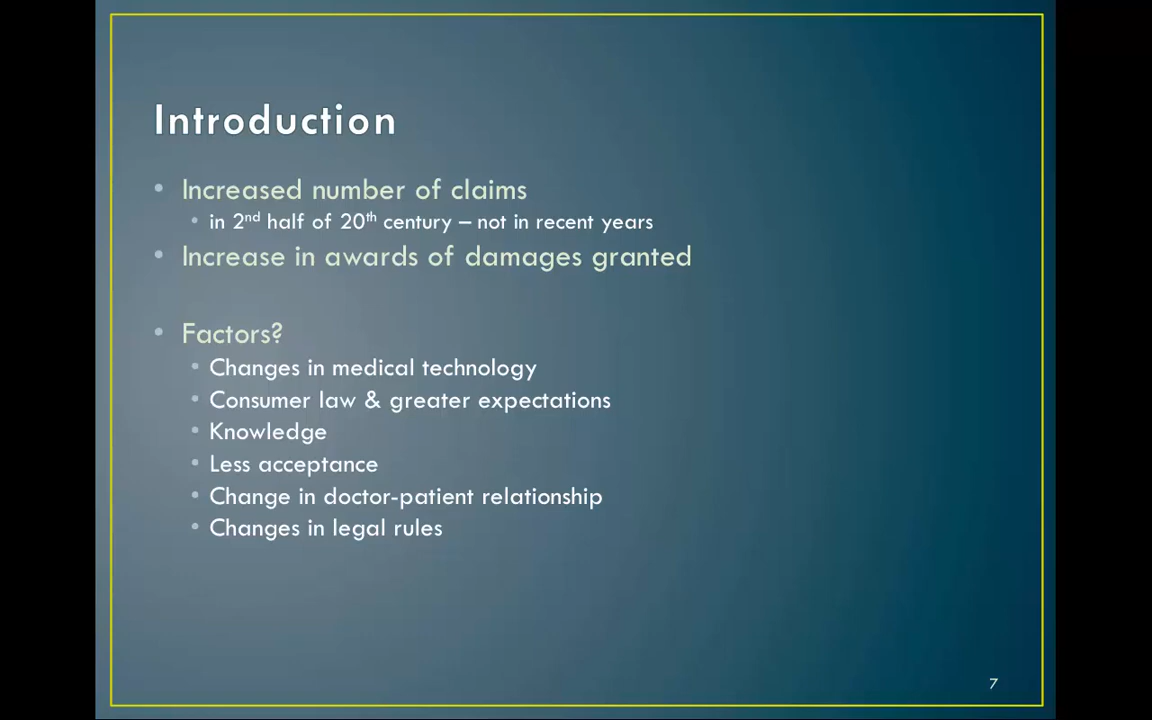 Introduction
• Increased number of claims
• in 2nd half of 20th century – not in recent years
• Increase in awards of damages granted
• Factors?
• Changes in medical technology
• Consumer law & greater expectations
• Knowledge
• Less acceptance
• Change in doctor-patient relationship
• Changes in legal rules
7